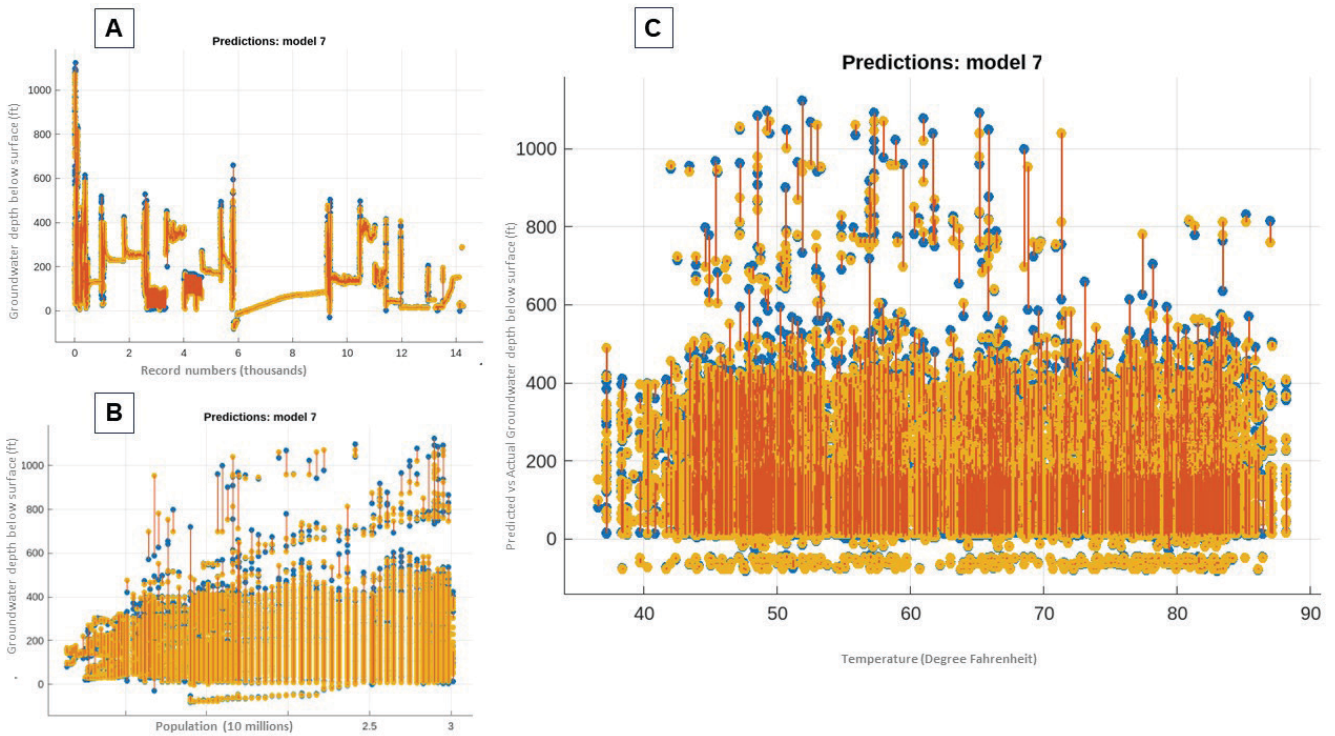 A
Predictions: model 7
Groundwater depth below surface (ft)
1000
800
600
400
200
0
0
2
4
6
8
10
12
14
Record numbers (thousands)
B
Predictions: model 7
Groundwater depth below surface (ft)
1000
800
600
400
200
0
Population (10 millions)
2.5
3
C
Predictions: model 7
Predicted vs Actual Groundwater depth below surface (ft)
1000
800
600
400
200
0
40
50
60
70
80
90
Temperature (Degree Fahrenheit)